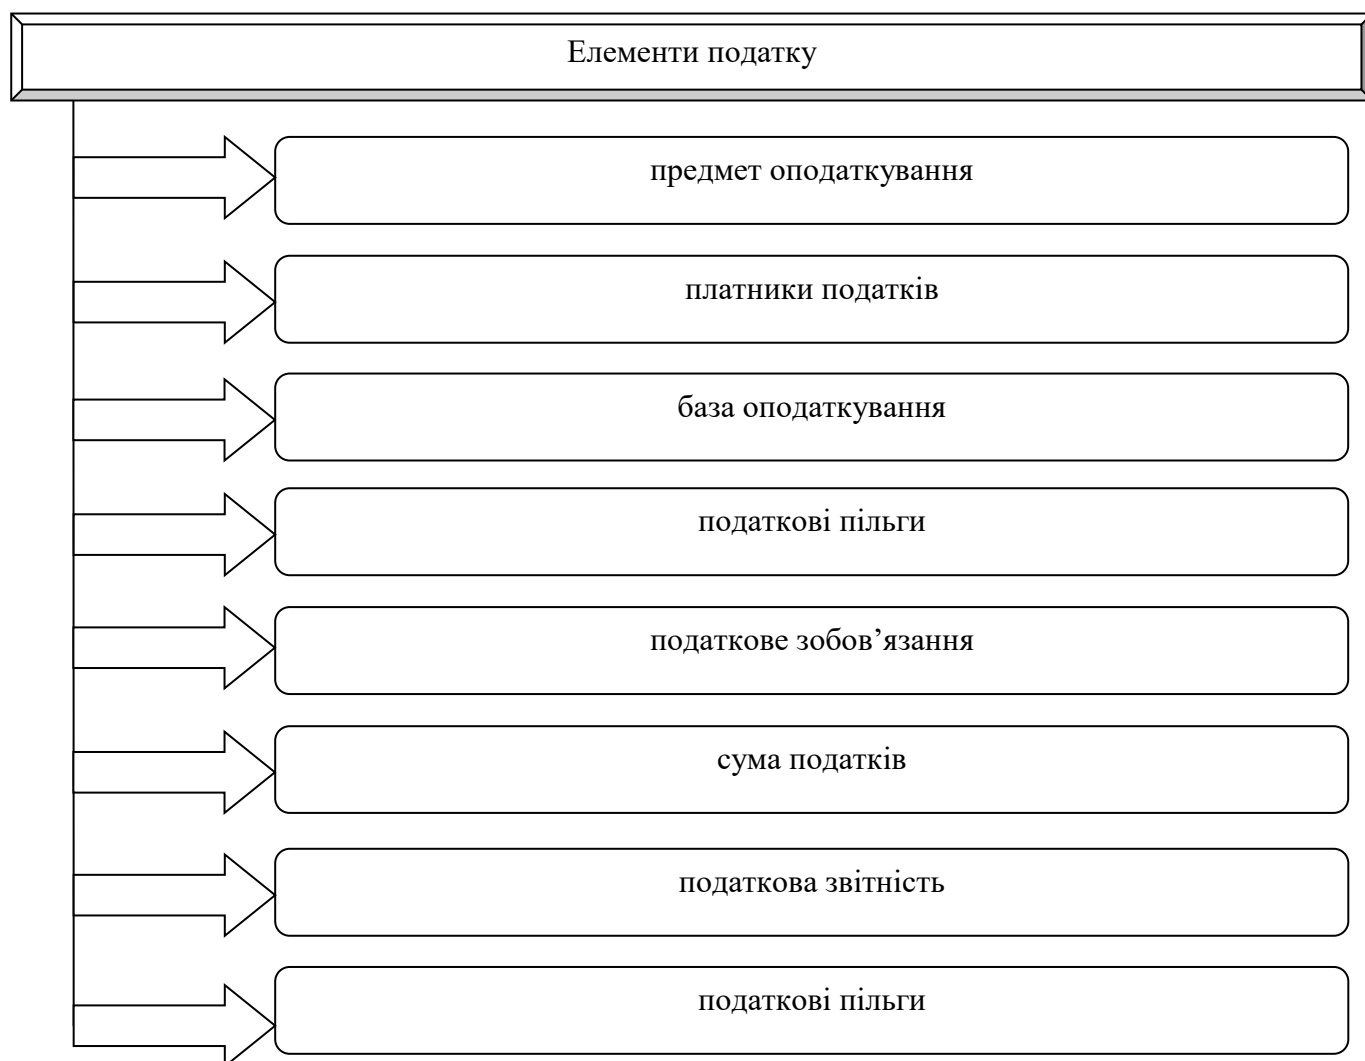 Елементи податку
предмет оподаткування
платники податків
база оподаткування
податкові пільги
податкове зобов’язання
сума податків
податкова звітність
податкові пільги